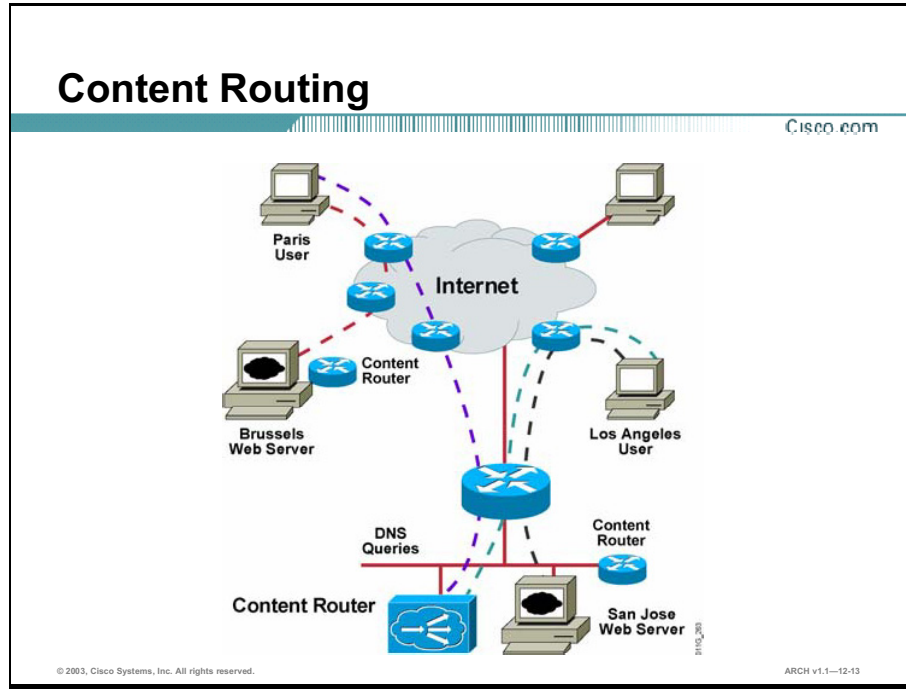 Content Routing
Cisco.com
Paris
User
Internet
Content
Router
Brussels
Web Server
Los Angeles
User
DNS
Queries
Content
Router
Content Router
San Jose
Web Server
© 2003, Cisco Systems, Inc. All rights reserved.
ARCH v1.1—12-13